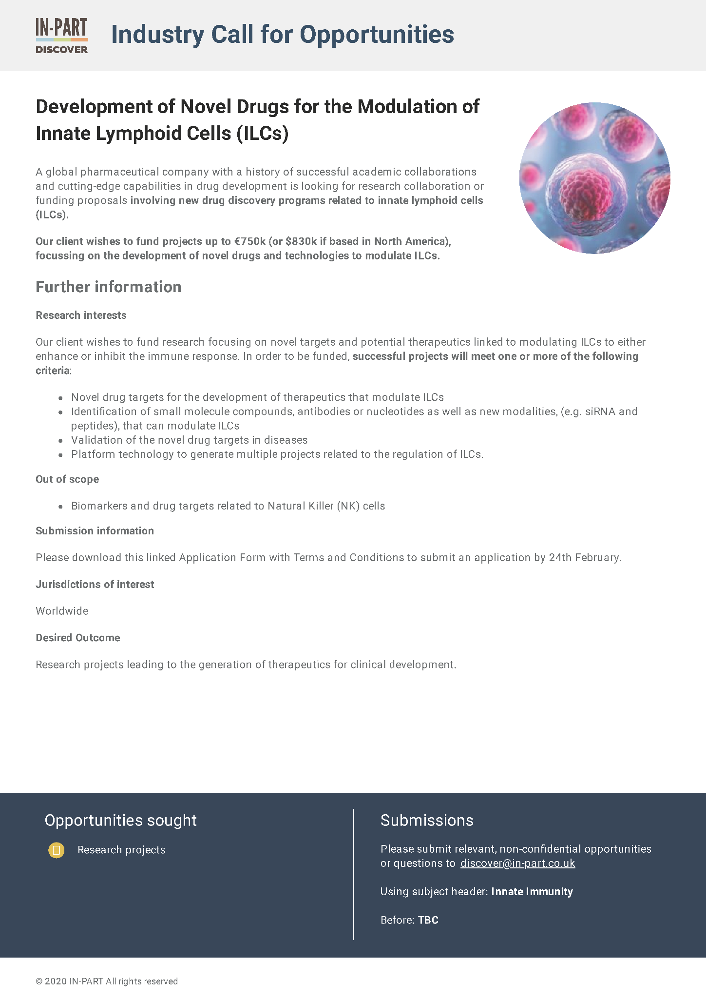 IN-PART
DISCOVER
Industry Call for Opportunities
Development of Novel Drugs for the Modulation of
Innate Lymphoid Cells (ILCs)
A global pharmaceutical company with a history of successful academic collaborations
and cutting-edge capabilities in drug development is looking for research collaboration or
funding proposals involving new drug discovery programs related to innate lymphoid cells
(ILCs).
Our client wishes to fund projects up to €750k (or $830k if based in North America),
focussing on the development of novel drugs and technologies to modulate ILCs.
Further information
Research interests
Our client wishes to fund research focusing on novel targets and potential therapeutics linked to modulating ILCs to either
enhance or inhibit the immune response. In order to be funded, successful projects will meet one or more of the following
criteria:
• Novel drug targets for the development of therapeutics that modulate ILCs
• Identification of small molecule compounds, antibodies or nucleotides as well as new modalities, (e.g. siRNA and
peptides), that can modulate ILCs
• Validation of the novel drug targets in diseases
• Platform technology to generate multiple projects related to the regulation of ILCs.
Out of scope
• Biomarkers and drug targets related to Natural Killer (NK) cells
Submission information
Please download this linked Application Form with Terms and Conditions to submit an application by 24th February.
Jurisdictions of interest
Worldwide
Desired Outcome
Research projects leading to the generation of therapeutics for clinical development.
Opportunities sought
Research projects
Submissions
Please submit relevant, non-confidential opportunities
or questions to discover@in-part.co.uk
Using subject header: Innate Immunity
Before: TBC
© 2020 IN-PART All rights reserved